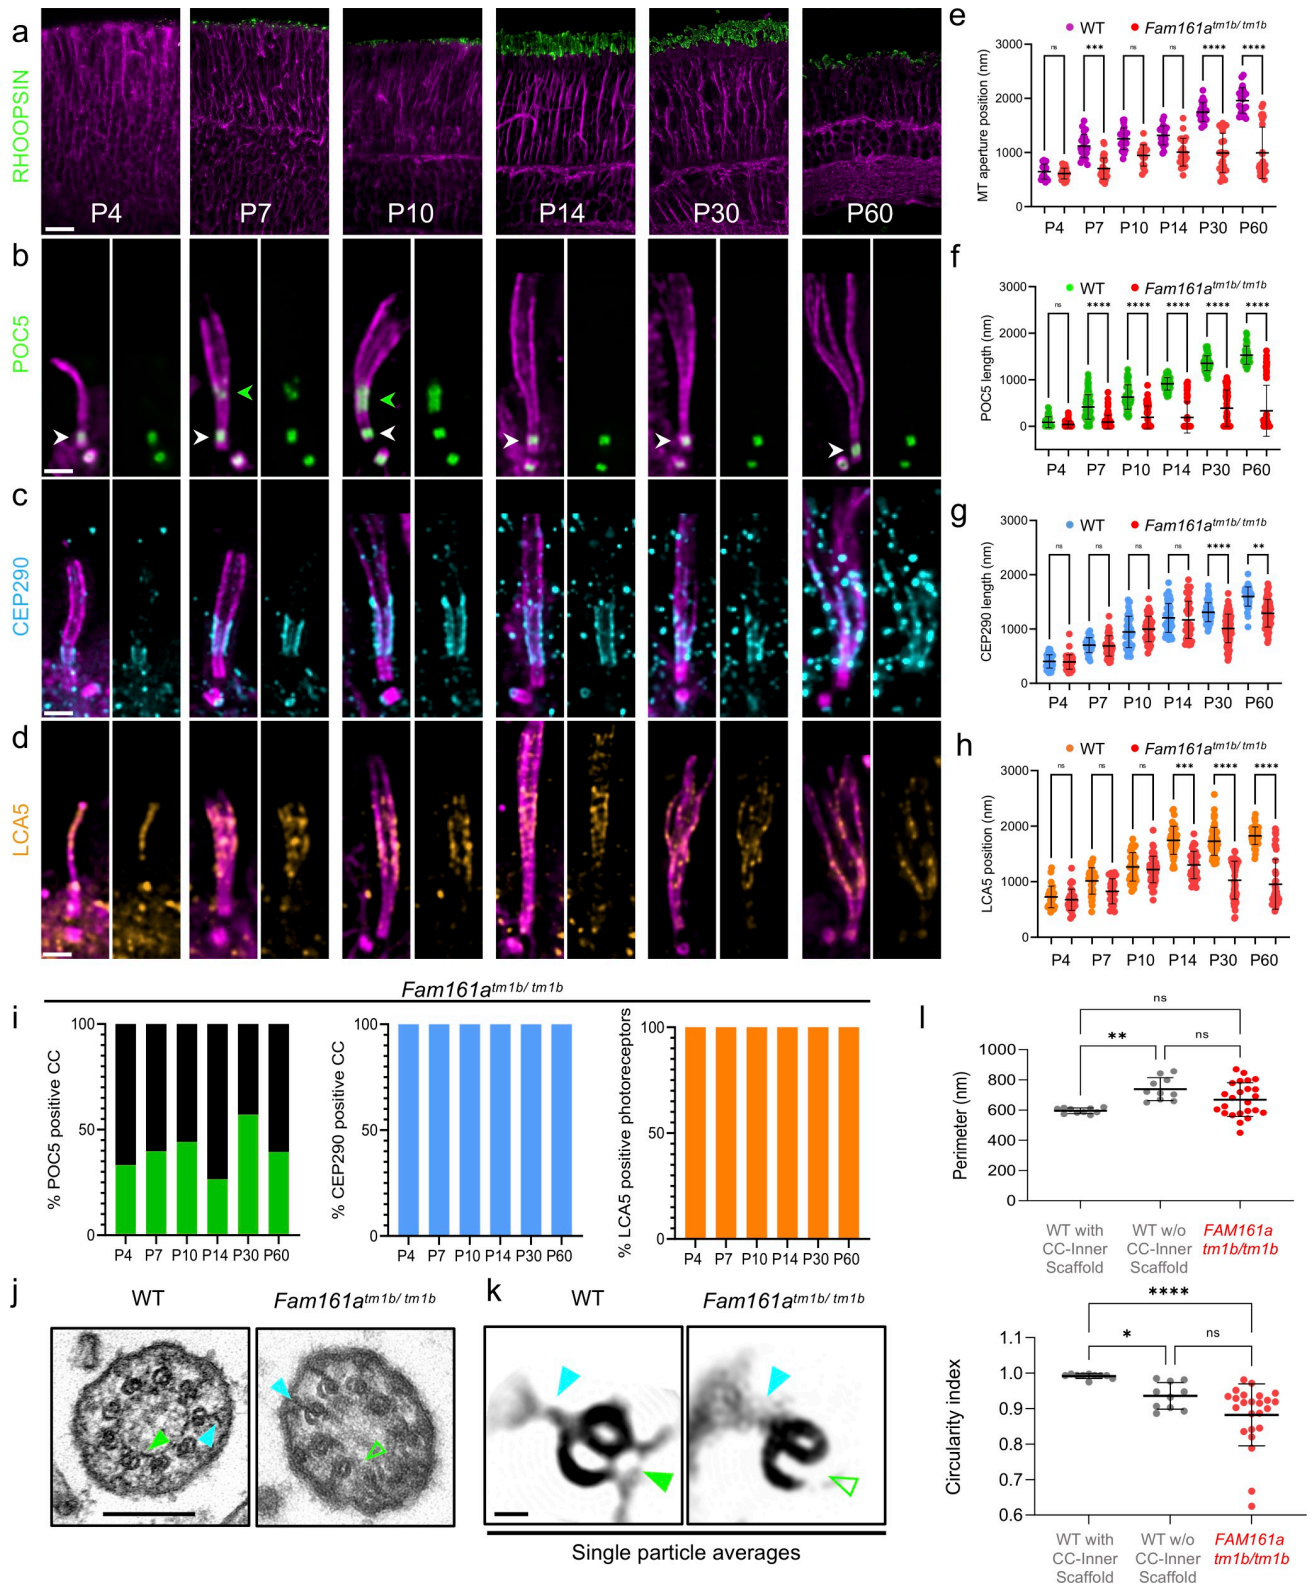 a
RHOOPSIN
P4
P7
P10
P14
P30
P60
b
POC5
c
CEP290
d
LCA5
e
WT
Fam161a tm1b/ tm1b
ns
***
ns
ns
****
****
MT aperture position (nm)
3000
2000
1000
0
P4
P7
P10
P14
P30
P60
f
WT
Fam161a tm1b/ tm1b
ns
****
****
****
****
****
POC5 length (nm)
3000
2000
1000
0
P4
P7
P10
P14
P30
P60
g
WT
Fam161a tm1b/ tm1b
ns
ns
ns
ns
****
**
CEP290 length (nm)
3000
2000
1000
0
P4
P7
P10
P14
P30
P60
h
WT
Fam161a tm1b/ tm1b
ns
ns
ns
***
****
****
LCA5 position (nm)
3000
2000
1000
0
P4
P7
P10
P14
P30
P60
Fam161a tm1b/ tm1b
i
% POC5 positive CC
100
50
0
P4
P7
P10
P14
P30
P60
% CEP290 positive CC
100
50
0
P4
P7
P10
P14
P30
P60
% LCA5 positive photoreceptors
100
50
0
P4
P7
P10
P14
P30
P60
j
WT
Fam161a tm1b/ tm1b
k
WT
Fam161a tm1b/ tm1b
Single particle averages
l
ns
**
ns
Perimeter (nm)
1000
800
600
400
200
0
WT with
CC-Inner
Scaffold
WT w/o
CC-Inner
Scaffold
FAM161a
tm1b/tm1b
****
*
ns
Circularity index
1.1
1.0
0.9
0.8
0.7
0.6
WT with
CC-Inner
Scaffold
WT w/o
CC-Inner
Scaffold
FAM161a
tm1b/tm1b